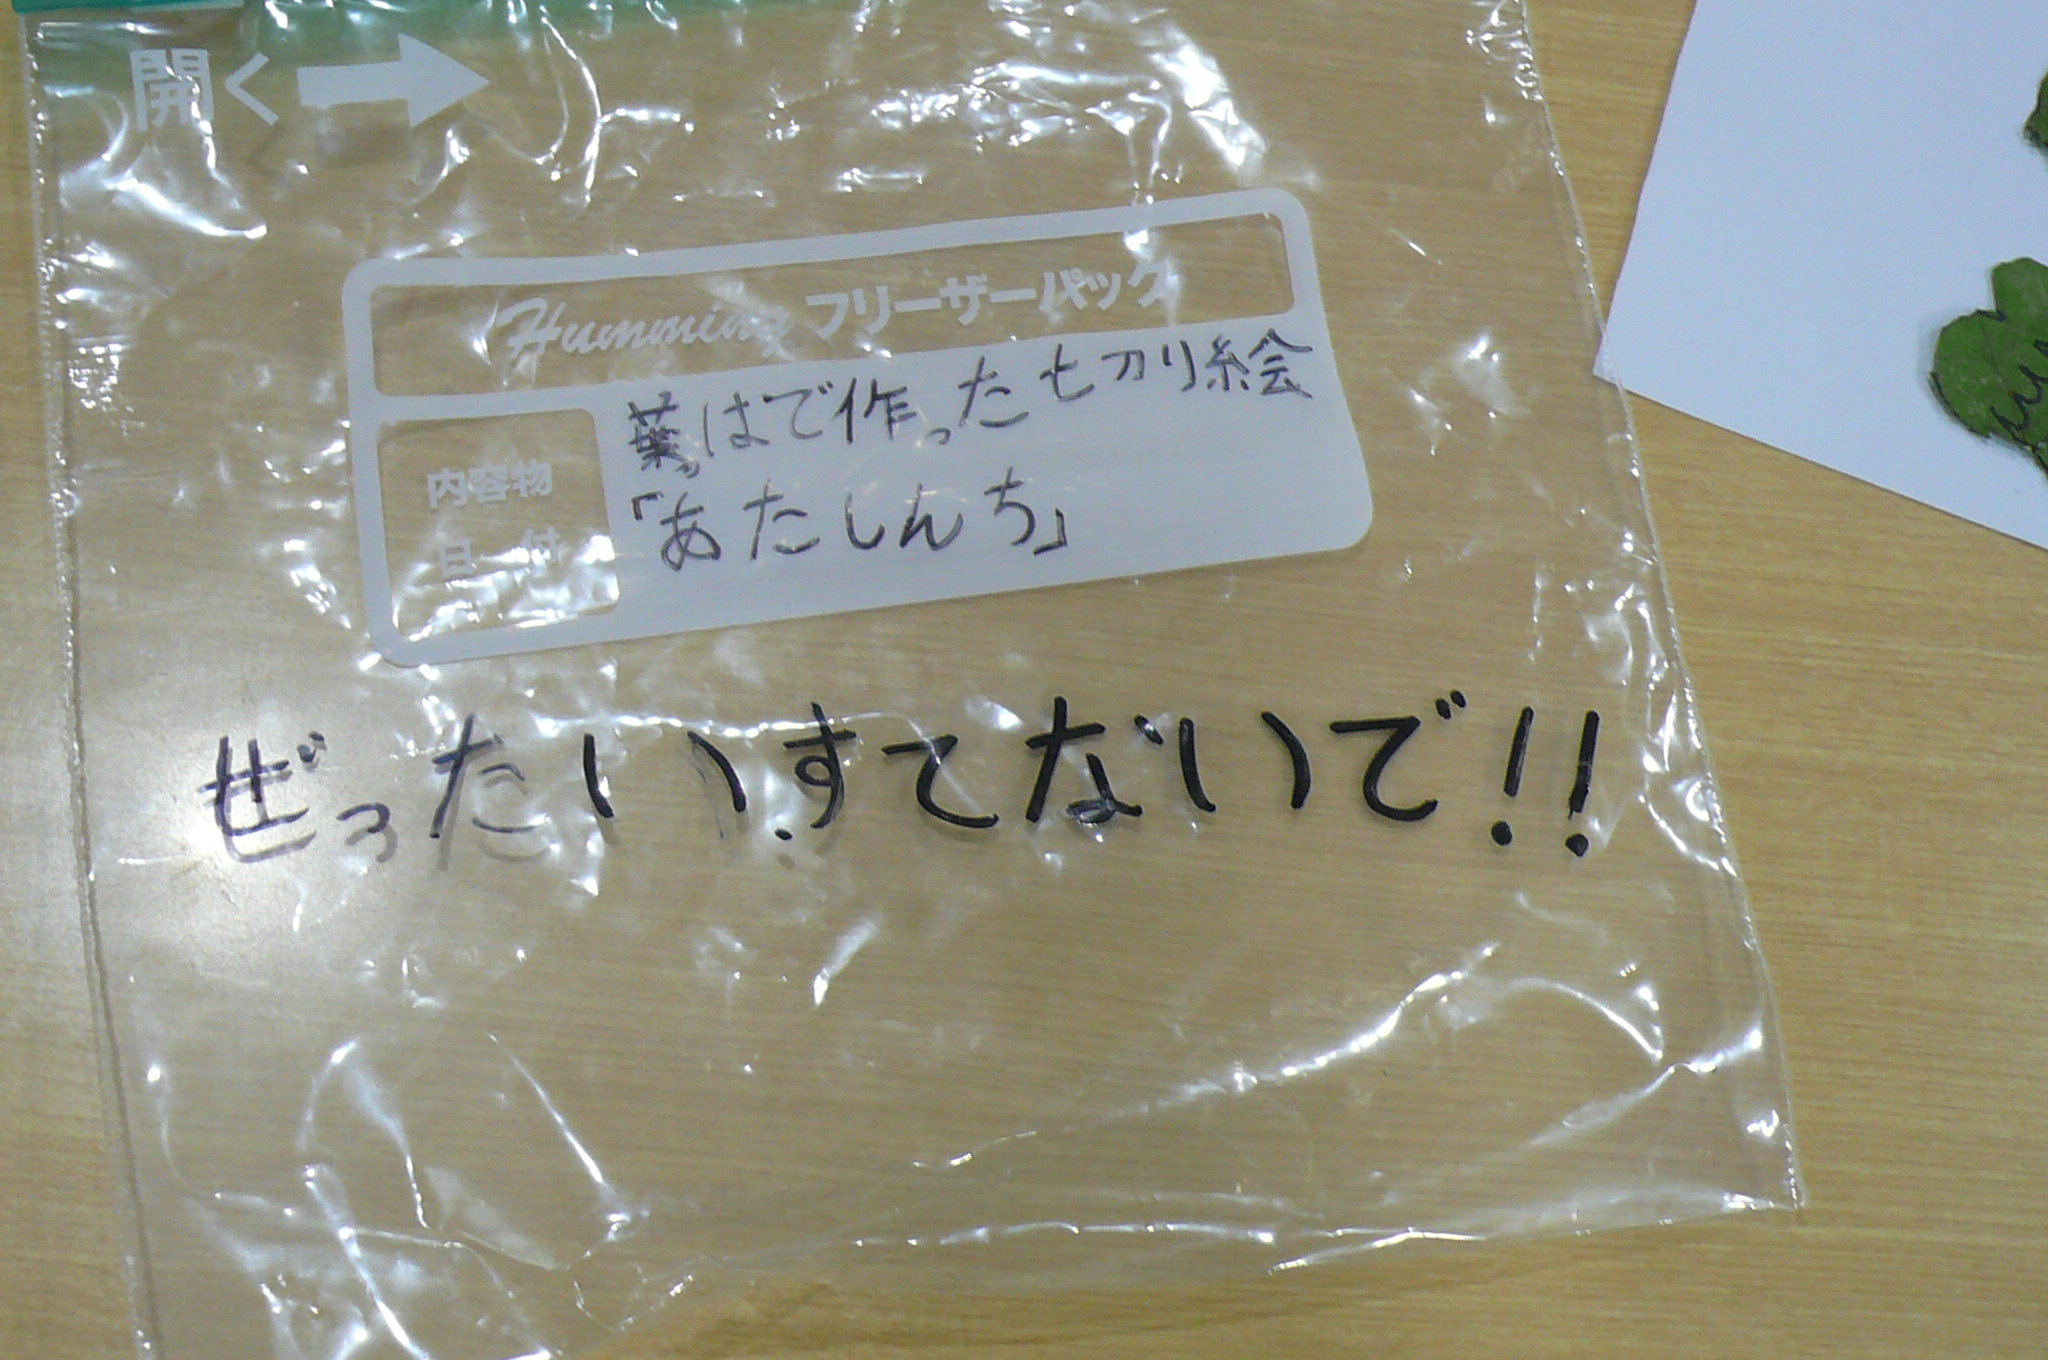 開く
Humming フリーザーパック
葉っはで作った切り絵
内容物
「あたしんち」
日付
ぜったいすてないで!!